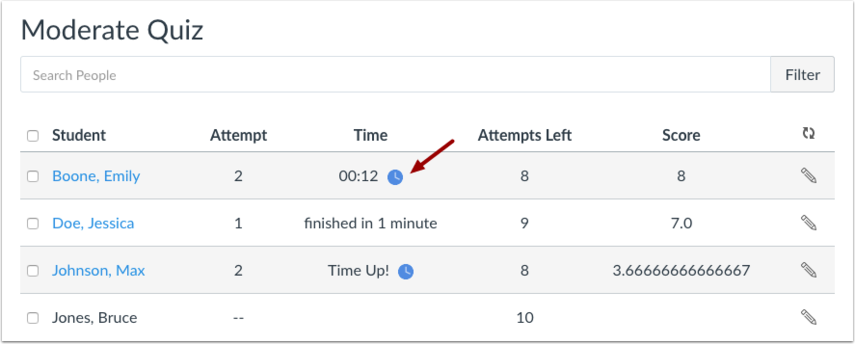 Moderate Quiz
Search People Filter
Student Attempt Time Attempts Left Score
Boone, Emily 2 00:12 8 8
Doe, Jessica 1 finished in 1 minute 9 7.0
Johnson, Max 2 Time Up! 8 3.66666666666667
Jones, Bruce -- 10